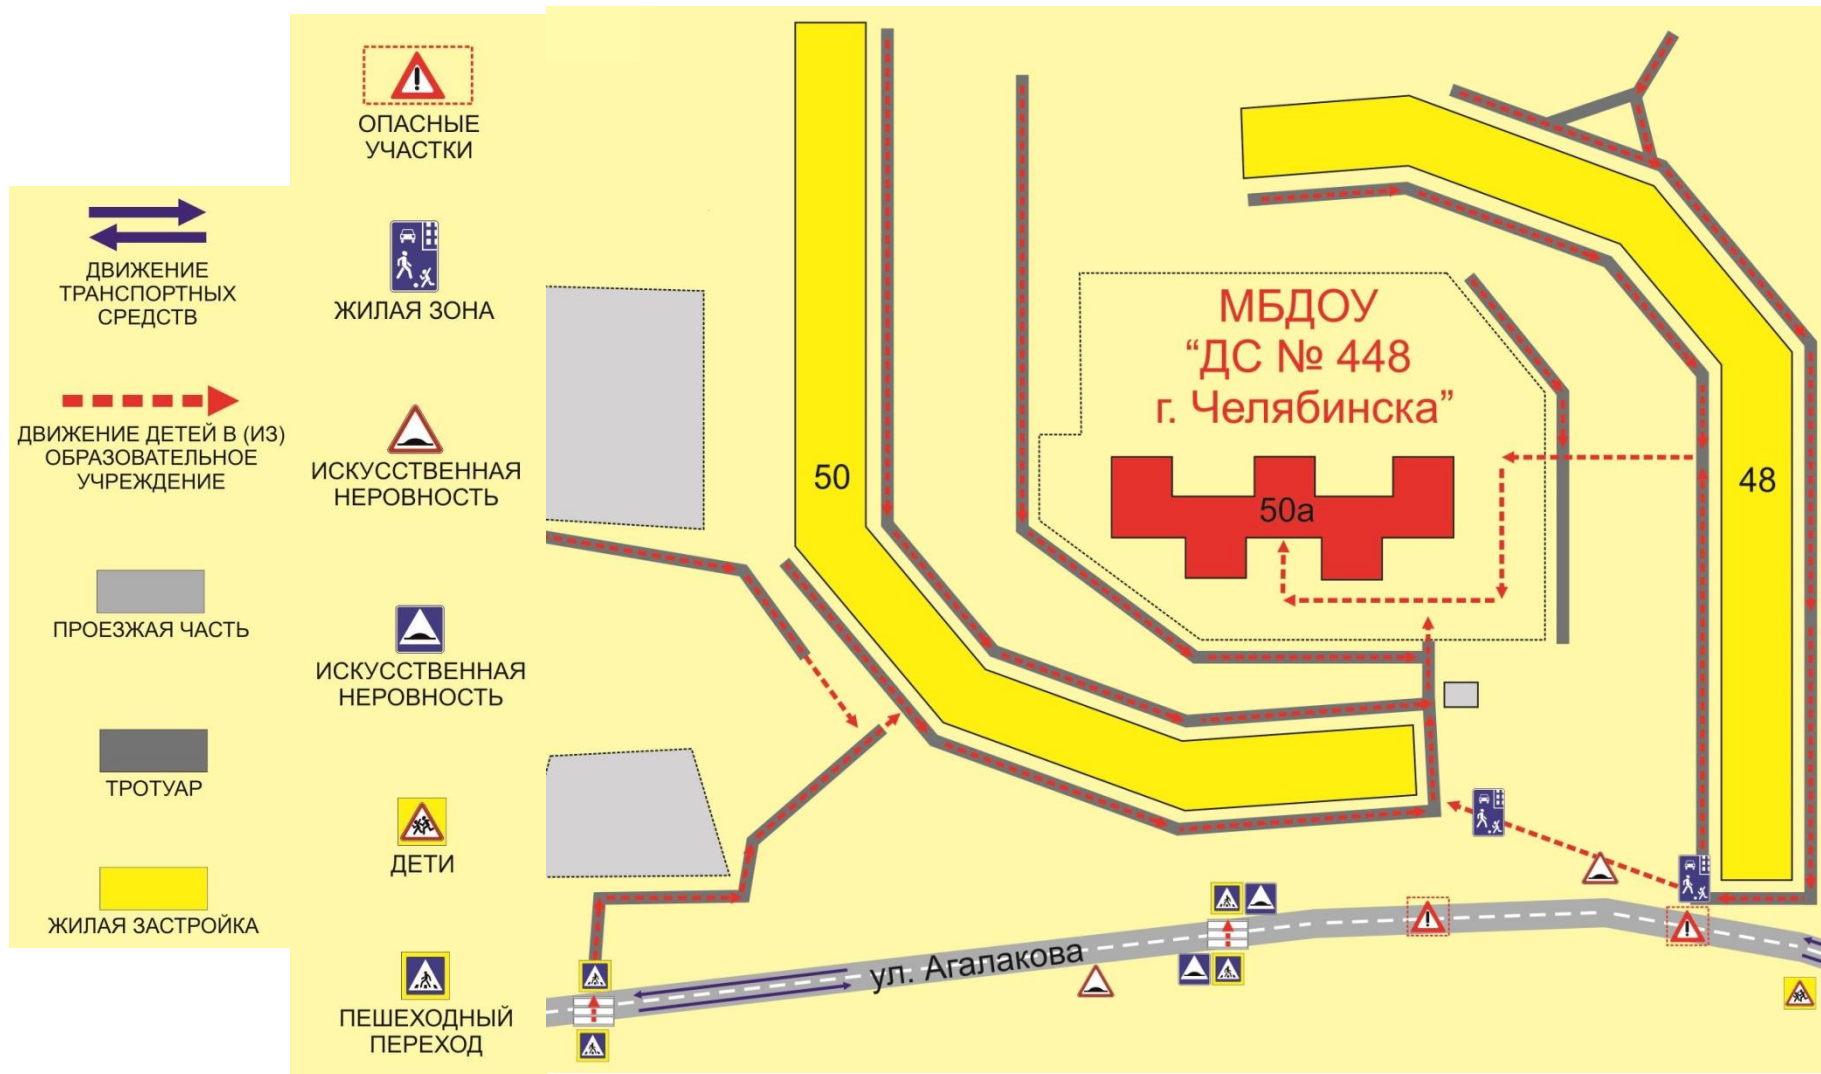 ДВИЖЕНИЕ
ТРАНСПОРТНЫХ
СРЕДСТВ
ДВИЖЕНИЕ ДЕТЕЙ В (ИЗ)
ОБРАЗОВАТЕЛЬНОЕ
УЧРЕЖДЕНИЕ
ПРОЕЗЖАЯ ЧАСТЬ
ТРОТУАР
ЖИЛАЯ ЗАСТРОЙКА
ОПАСНЫЕ
УЧАСТКИ
ЖИЛАЯ ЗОНА
ИСКУССТВЕННАЯ
НЕРОВНОСТЬ
ИСКУССТВЕННАЯ
НЕРОВНОСТЬ
ДЕТИ
ПЕШЕХОДНЫЙ
ПЕРЕХОД
МБДОУ
“ДС № 448
г. Челябинска”
50
50а
48
ул. Агалакова